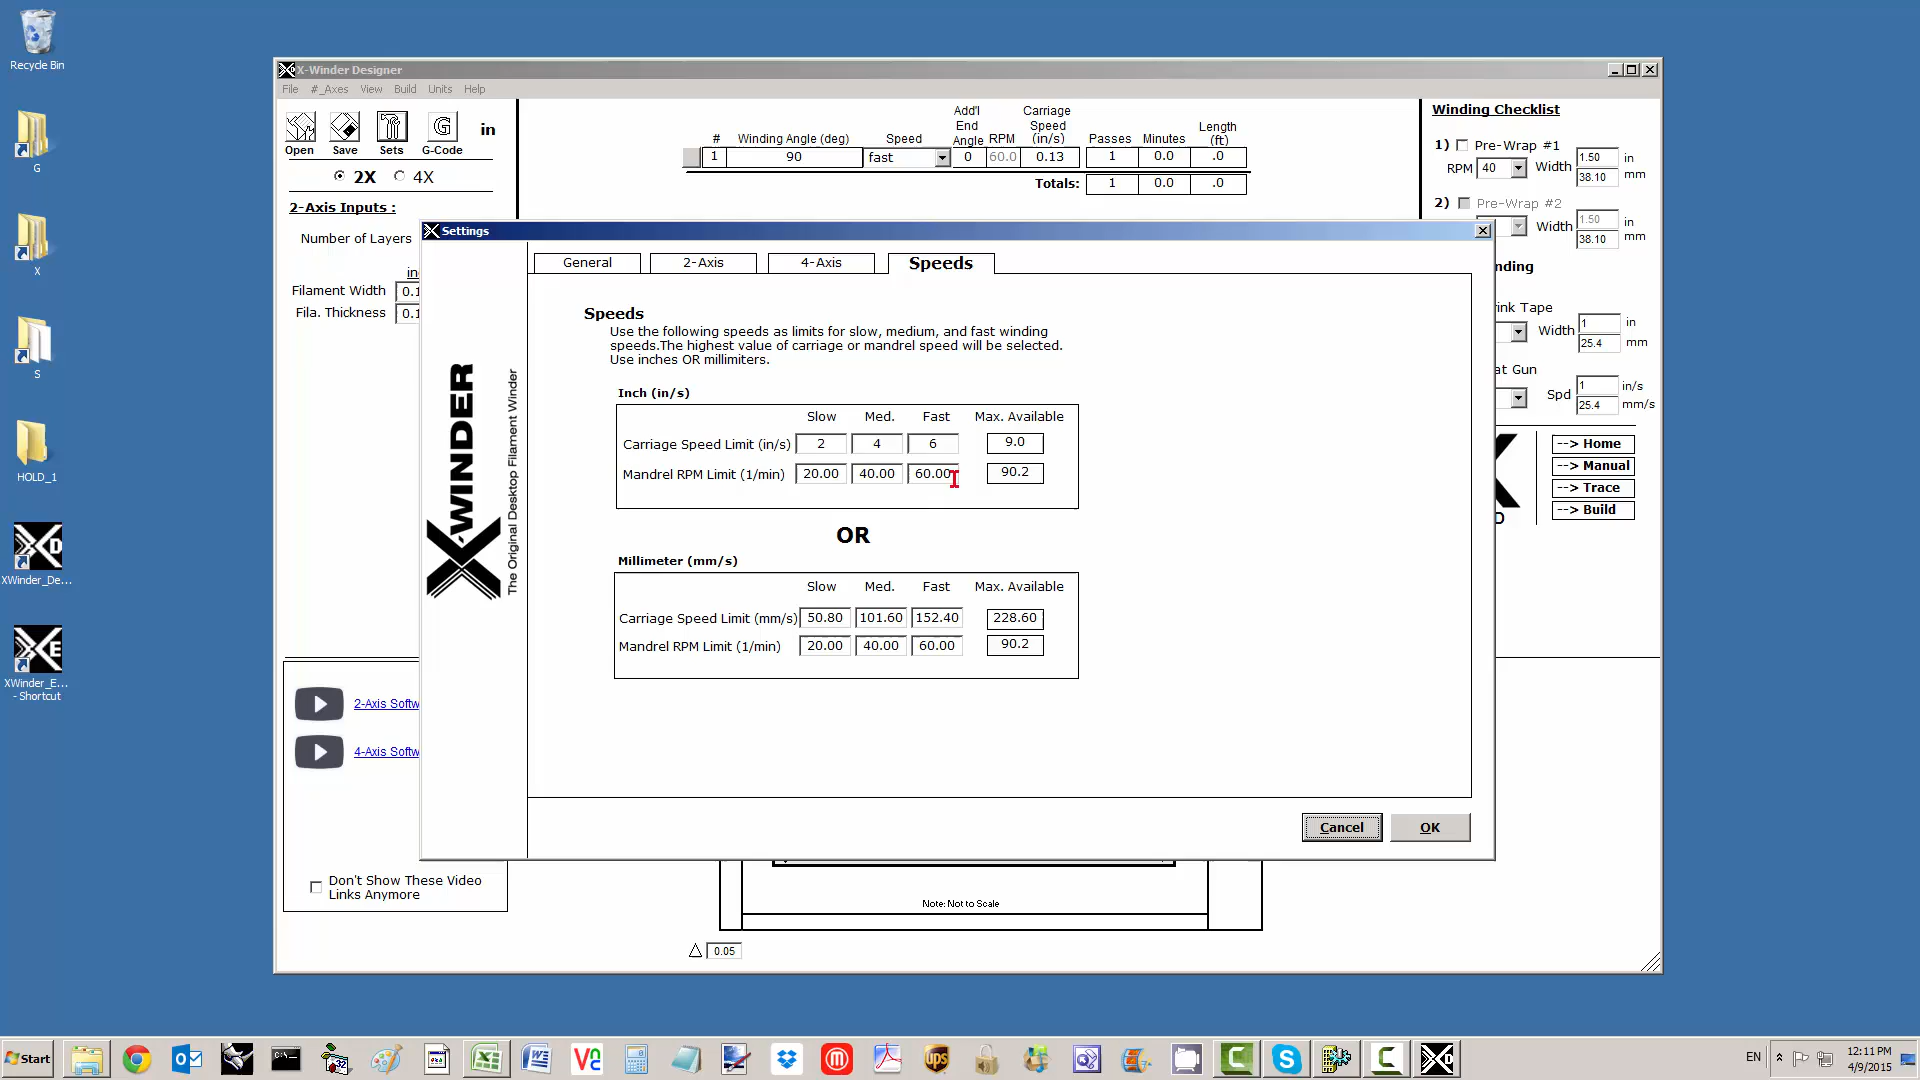 Recycle Bin
G
X
S
HOLD_1
XWinder_De...
XWinder_E...
- Shortcut
X-Winder Designer
File #_Axes View Build Units Help
Open Save Sets G-Code
in
2X 4X
2-Axis Inputs :
Number of Layers
Filament Width
Fila. Thickness
2-Axis Softw
4-Axis Softw
Don't Show These Video
Links Anymore
# Winding Angle (deg) Speed Add'l End Angle RPM Carriage Speed (in/s) Passes Minutes Length (ft)
1 90 fast 0 60.0 0.13 1 0.0 .0
Totals: 1 0.0 .0
Winding Checklist
1) Pre-Wrap #1
RPM 40 Width 1.50 in
38.10 mm
2) Pre-Wrap #2
Width 1.50 in
38.10 mm
nding
rink Tape
Width 1 in
25.4 mm
at Gun
Spd 1 in/s
25.4 mm/s
--> Home
--> Manual
--> Trace
--> Build
Settings
General 2-Axis 4-Axis Speeds
X-WINDER
The Original Desktop Filament Winder
Speeds
Use the following speeds as limits for slow, medium, and fast winding
speeds.The highest value of carriage or mandrel speed will be selected.
Use inches OR millimeters.
Inch (in/s)
Slow Med. Fast Max. Available
Carriage Speed Limit (in/s) 2 4 6 9.0
Mandrel RPM Limit (1/min) 20.00 40.00 60.00 90.2
OR
Millimeter (mm/s)
Slow Med. Fast Max. Available
Carriage Speed Limit (mm/s) 50.80 101.60 152.40 228.60
Mandrel RPM Limit (1/min) 20.00 40.00 60.00 90.2
Cancel OK
Note: Not to Scale
0.05
Start
EN
12:11 PM
4/9/2015